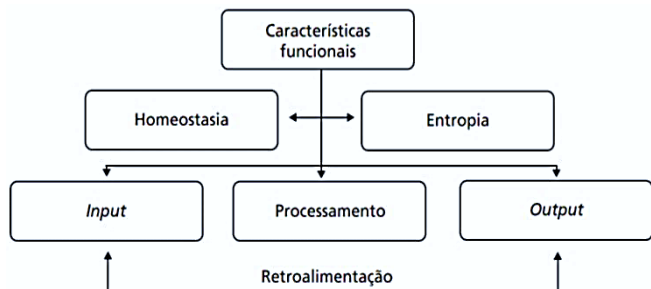 Características
funcionais
Homeostasia
Entropia
Input
Processamento
Output
Retroalimentação